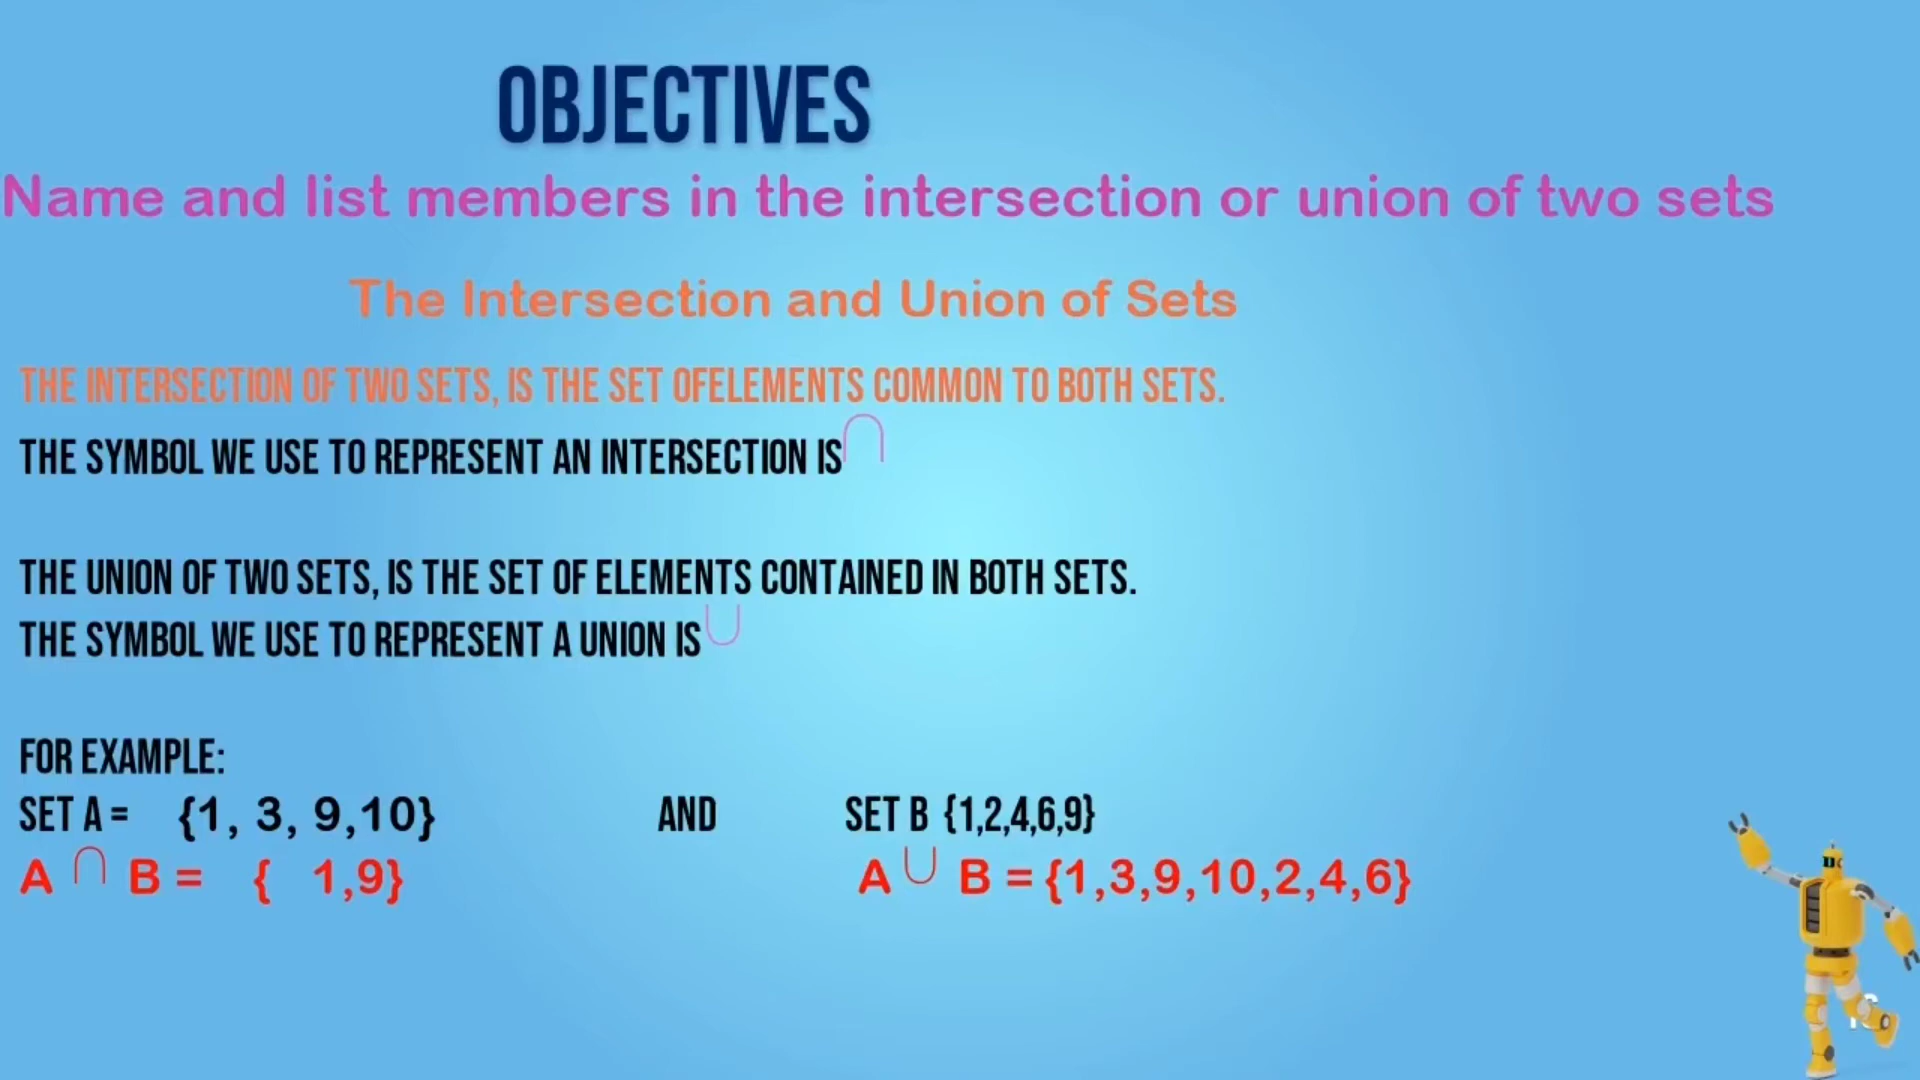 OBJECTIVES
Name and list members in the intersection or union of two sets
The Intersection and Union of Sets
THE INTERSECTION OF TWO SETS, IS THE SET OFELEMENTS COMMON TO BOTH SETS.
THE SYMBOL WE USE TO REPRESENT AN INTERSECTION IS ∩
THE UNION OF TWO SETS, IS THE SET OF ELEMENTS CONTAINED IN BOTH SETS.
THE SYMBOL WE USE TO REPRESENT A UNION IS ∪
FOR EXAMPLE:
SET A = {1, 3, 9,10} AND SET B {1,2,4,6,9}
A ∩ B = { 1,9} A ∪ B = {1,3,9,10,2,4,6}